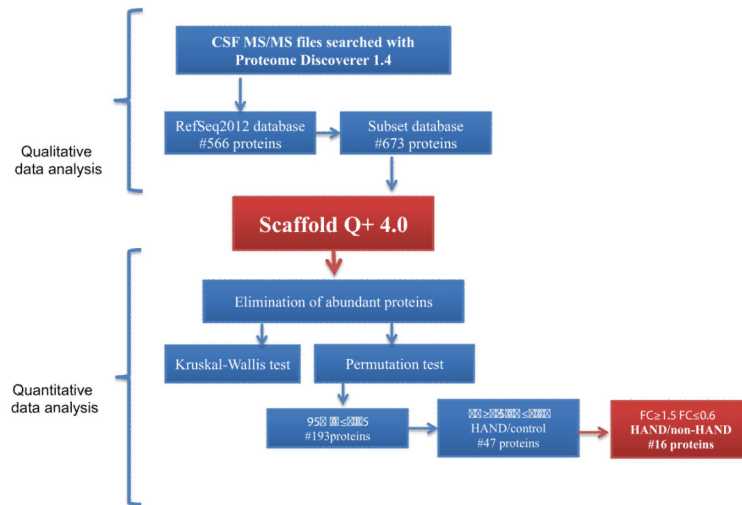 CSF MS/MS files searched with
Proteome Discoverer 1.4
RefSeq2012 database
#566 proteins
Subset database
#673 proteins
Qualitative
data analysis
Scaffold Q+ 4.0
Elimination of abundant proteins
Kruskal-Wallis test
Permutation test
Quantitative
data analysis
#193proteins
HAND/control
#47 proteins
FC≥1.5 FC≤0.6
HAND/non-HAND
#16 proteins